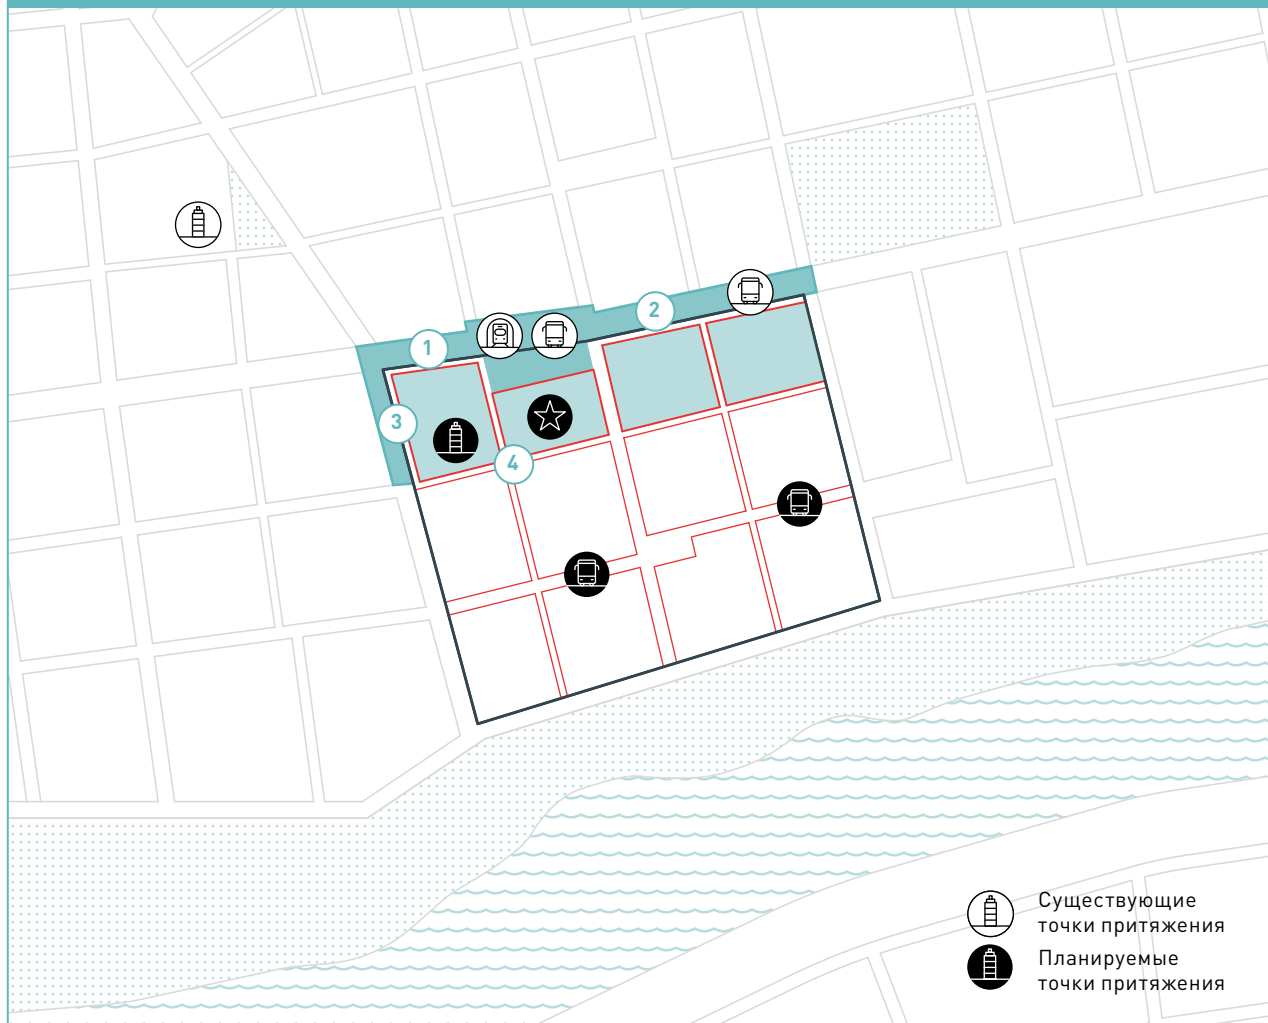 2
1
3
4
Существующие
точки притяжения
Планируемые
точки притяжения